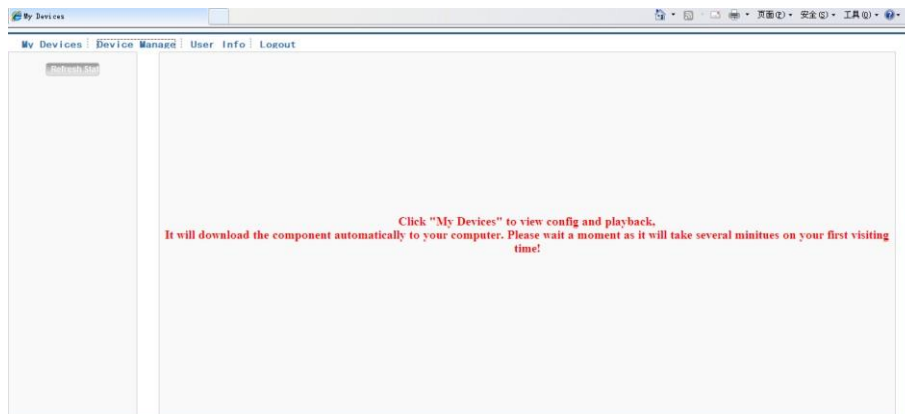 My Devices
页面(P) 安全(S) 工具(O)
My Devices Device Manage User Info Logout
Refresh Stat
Click "My Devices" to view config and playback,
It will download the component automatically to your computer. Please wait a moment as it will take several minitues on your first visiting
time!